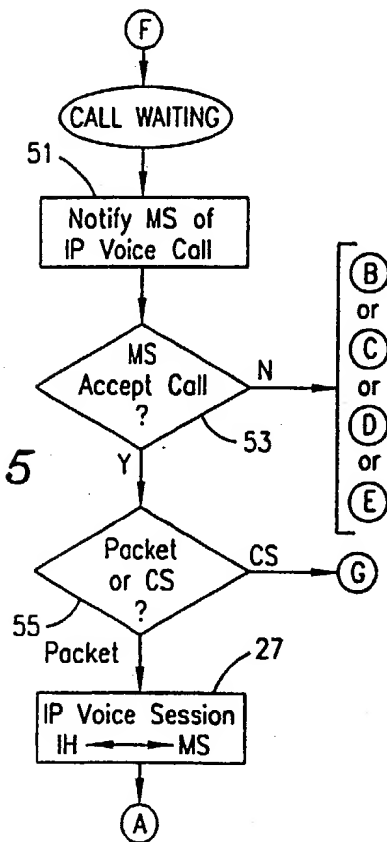 F
CALL WAITING
51
Notify MS of
IP Voice Call
MS
Accept Call
?
N
53
B
or
C
or
D
or
E
Y
5
Packet
or CS
?
CS
G
55
Packet
27
IP Voice Session
IH MS
A